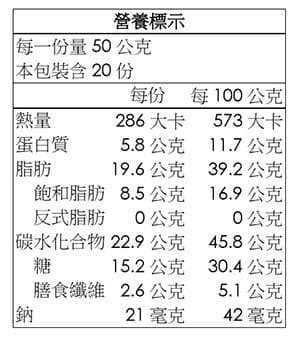 營養標示
每一份量 50 公克
本包裝含 20 份
每份 每 100 公克
熱量 286 大卡 573 大卡
蛋白質 5.8 公克 11.7 公克
脂肪 19.6 公克 39.2 公克
飽和脂肪 8.5 公克 16.9 公克
反式脂肪 0 公克 0 公克
碳水化合物 22.9 公克 45.8 公克
糖 15.2 公克 30.4 公克
膳食纖維 2.6 公克 5.1 公克
鈉 21 毫克 42 毫克